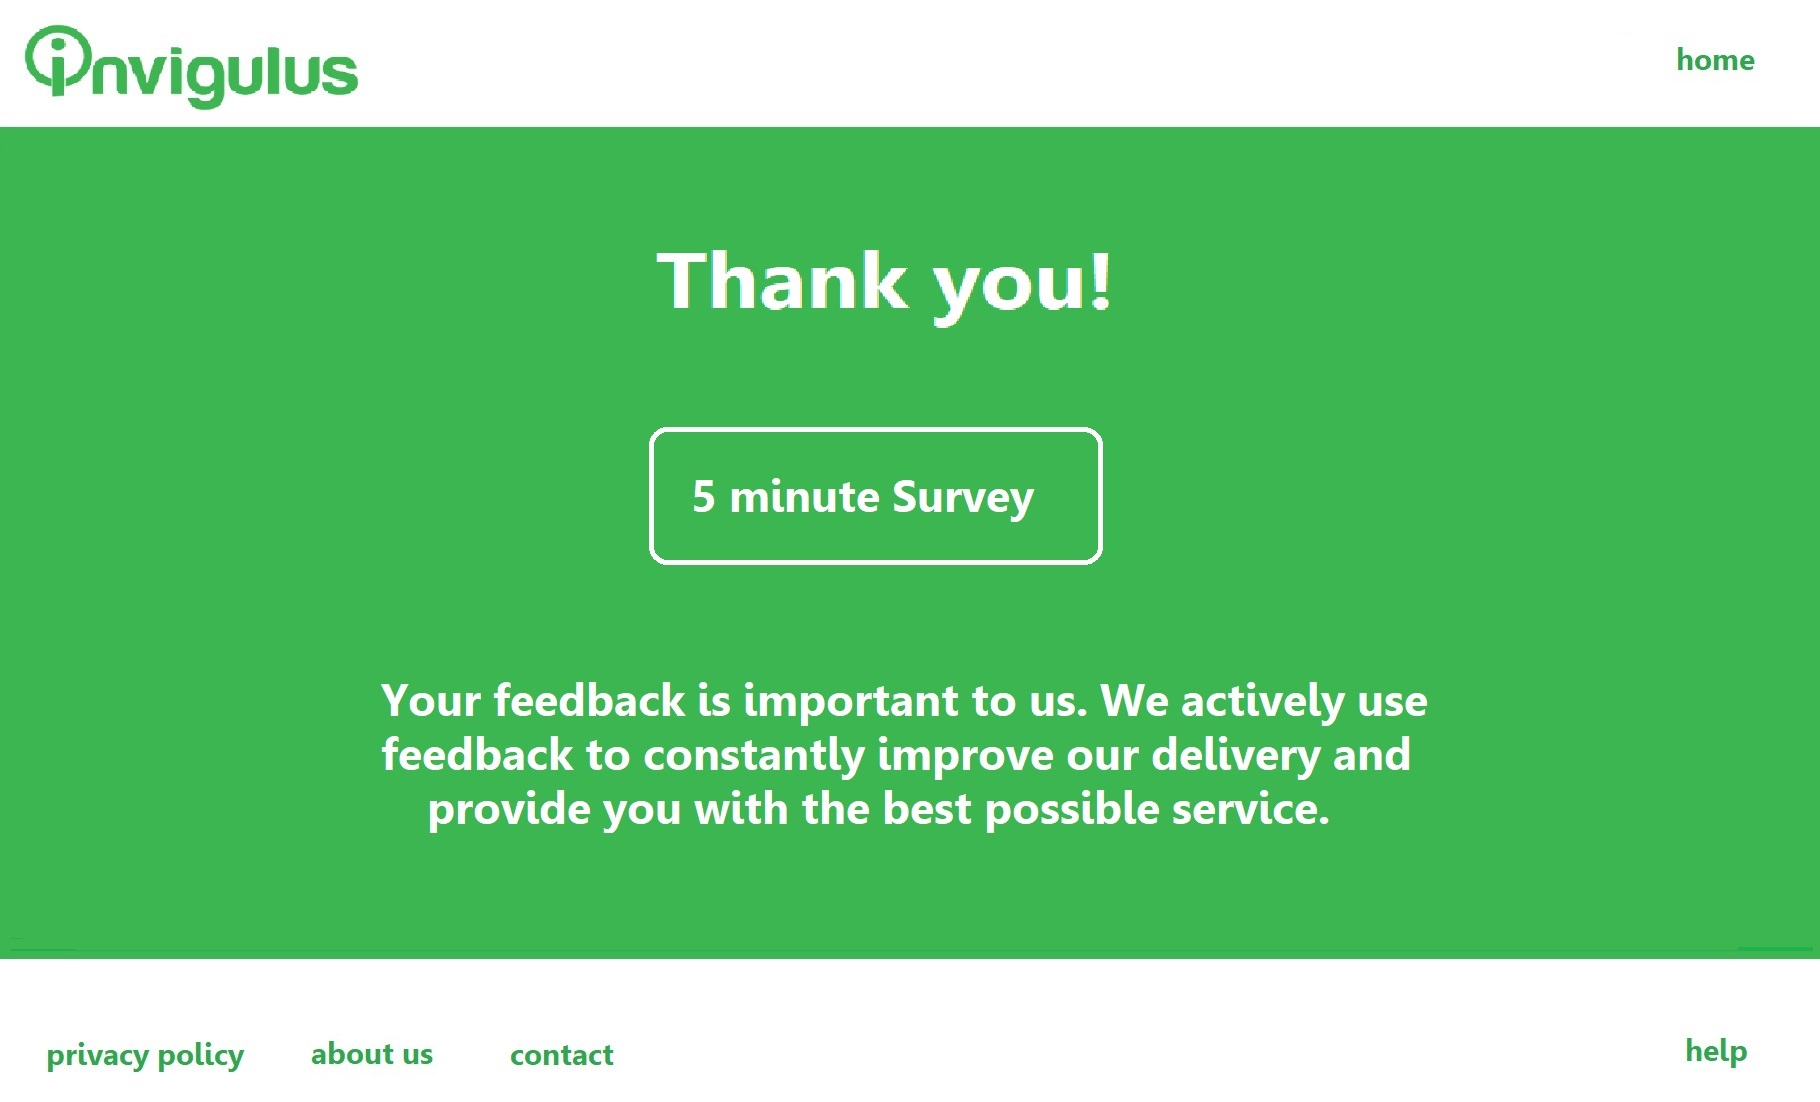 invigulus
home
Thank you!
5 minute Survey
Your feedback is important to us. We actively use
feedback to constantly improve our delivery and
provide you with the best possible service.
privacy policy about us contact help